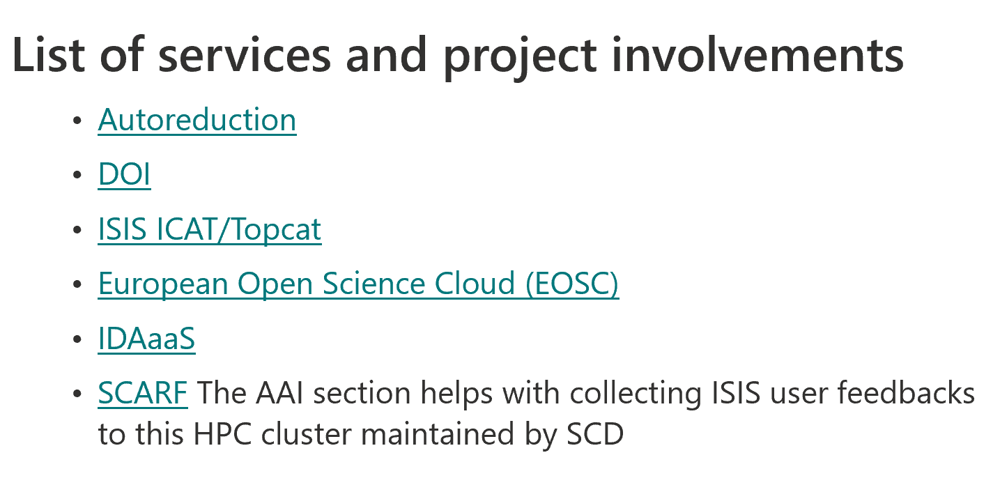 List of services and project involvements
• Autoreduction
• DOI
• ISIS ICAT/Topcat
• European Open Science Cloud (EOSC)
• IDAaaS
• SCARF The AAI section helps with collecting ISIS user feedbacks
to this HPC cluster maintained by SCD